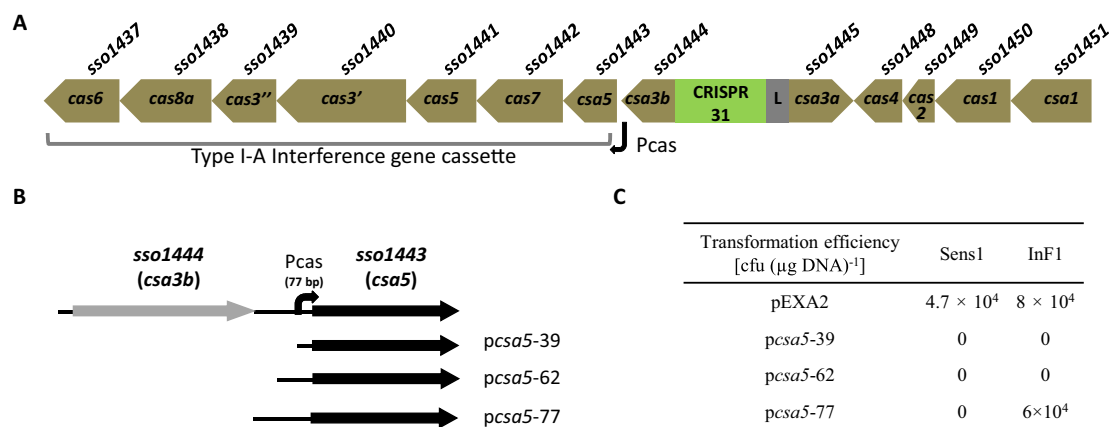 A
sso1437 sso1438 sso1439 sso1440 sso1441 sso1442 sso1443 sso1444 sso1445 sso1448 sso1449 sso1450 sso1451
cas6 cas8a cas3'' cas3' cas5 cas7 csa5 csa3b CRISPR 31 L csa3a cas4 cas 2 cas1 csa1
Type I-A Interference gene cassette
Pcas
B
sso1444
(csa3b)
Pcas
(77 bp)
sso1443
(csa5)
pcsa5-39
pcsa5-62
pcsa5-77
C
Transformation efficiency
[cfu (µg DNA)-1] Sens1 InF1
pEXA2 4.7 × 10⁴ 8 × 10⁴
pcsa5-39 0 0
pcsa5-62 0 0
pcsa5-77 0 6×10⁴